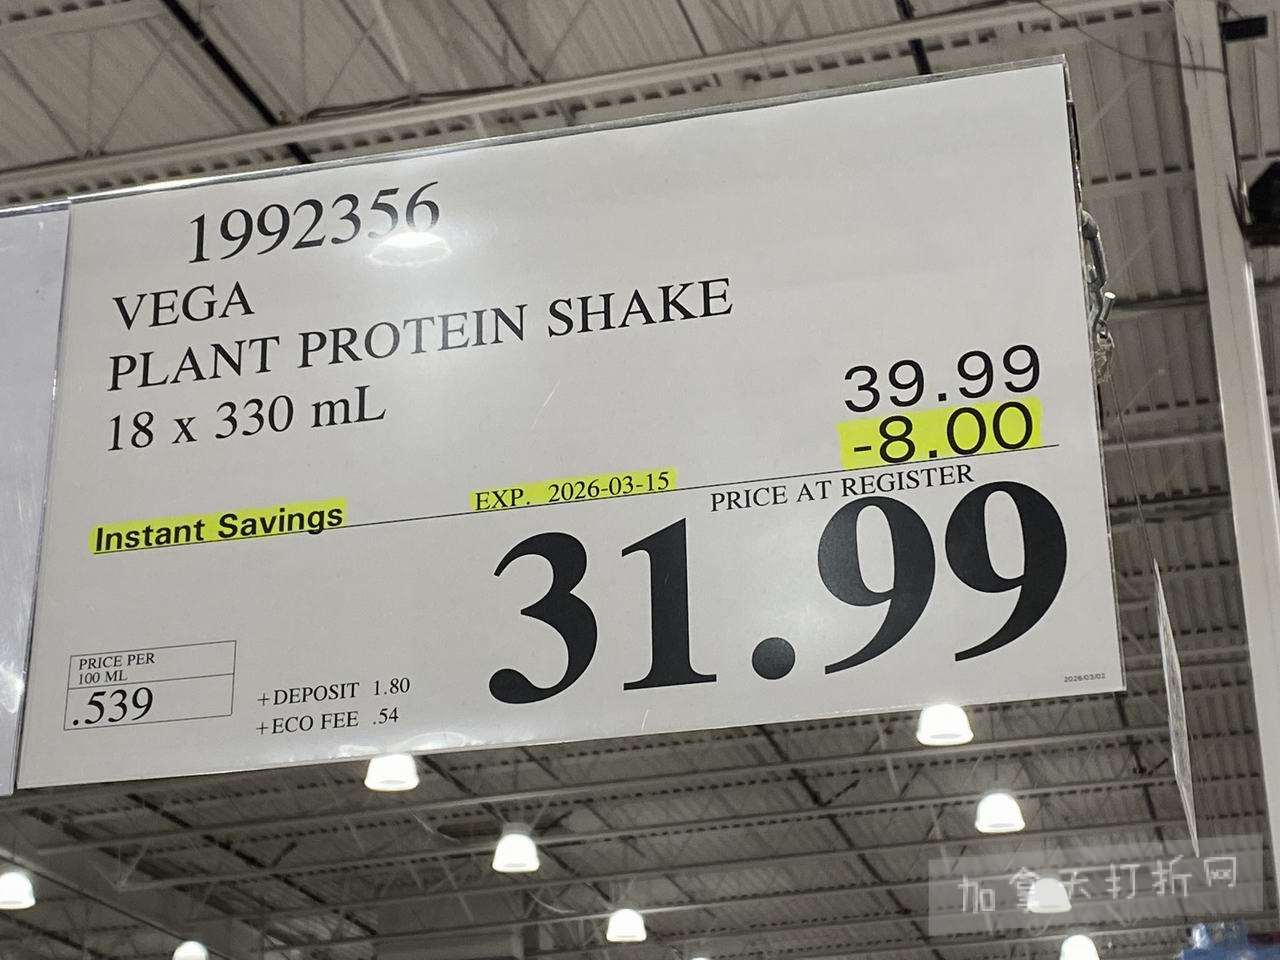 1992356
VEGA
PLANT PROTEIN SHAKE
18 x 330 mL
39.99
-8.00
Instant Savings
EXP. 2026-03-15
PRICE AT REGISTER
31.99
PRICE PER
100 ML
.539
+DEPOSIT 1.80
+ECO FEE .54
2026/03/02
加拿大打折网